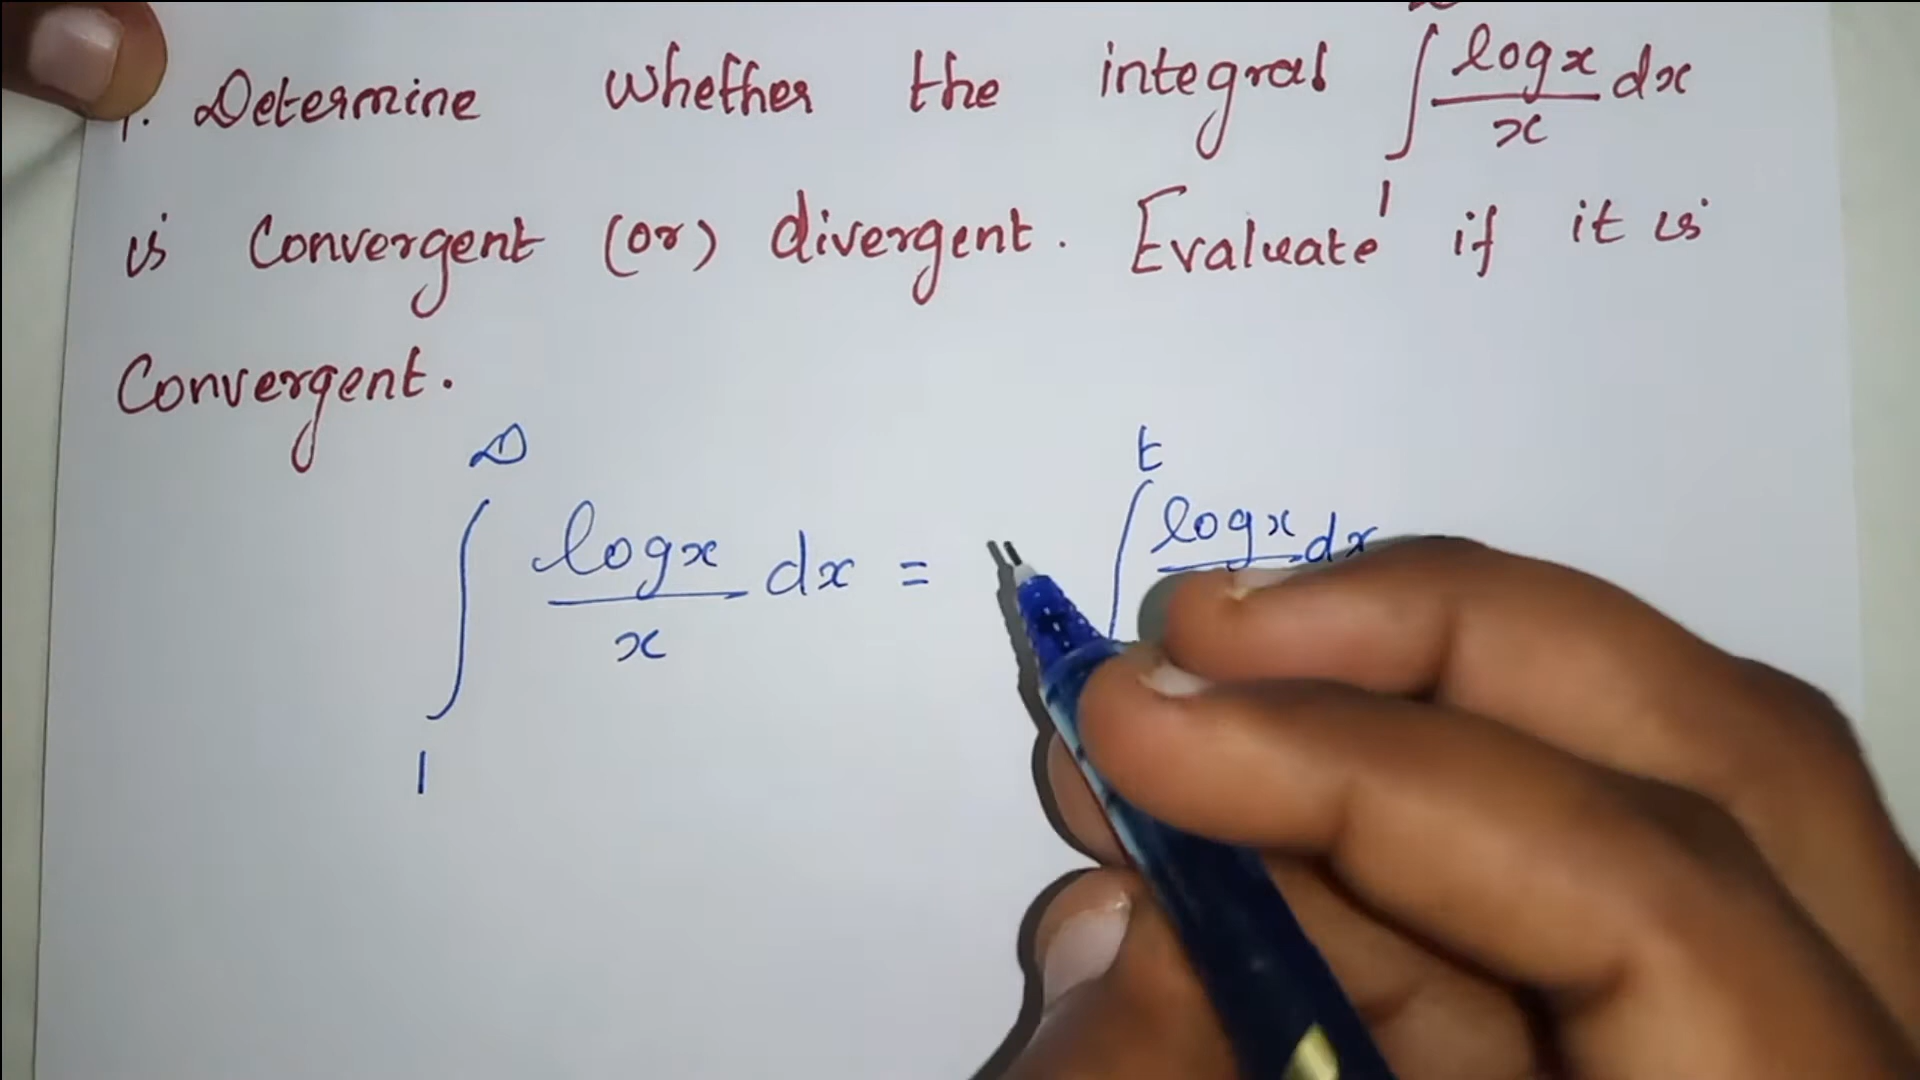 1. Determine whether the integral ∫₁ (log x / x) dx
is Convergent (or) divergent. Evaluate if it is
Convergent.
∫₁^∞ (log x / x) dx = ∫^t (log x / ) dx